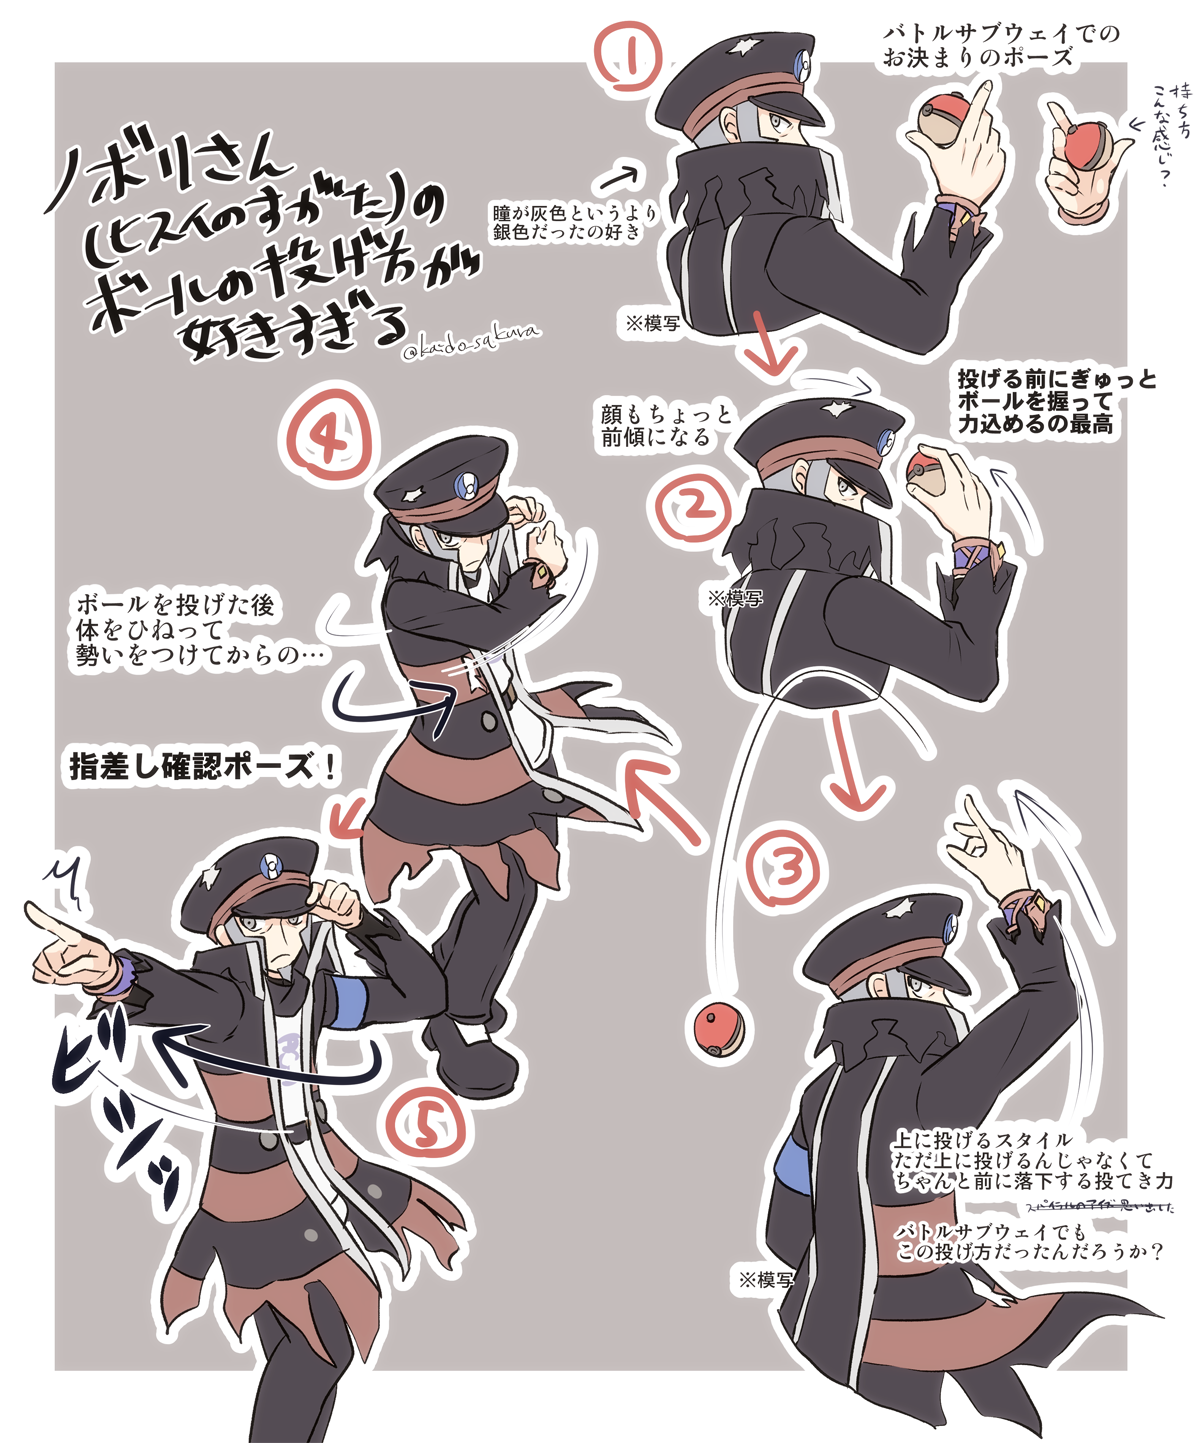 ノボリさん
(ヒスイのすがた)の
ボールの投げ方が
好きすぎる
@kaido_sakura
①
バトルサブウェイでの
お決まりのポーズ
持ち方
こんな感じ?
瞳が灰色というより
銀色だったの好き
※模写
投げる前にぎゅっと
ボールを握って
力込めるの最高
顔もちょっと
前傾になる
②
※模写
③
上に投げるスタイル
ただ上に投げるんじゃなくて
ちゃんと前に落下する投てき力
バトルサブウェイでも
この投げ方だったんだろうか?
※模写
④
ボールを投げた後
体をひねって
勢いをつけてからの…
指差し確認ポーズ!
⑤
ビシッ